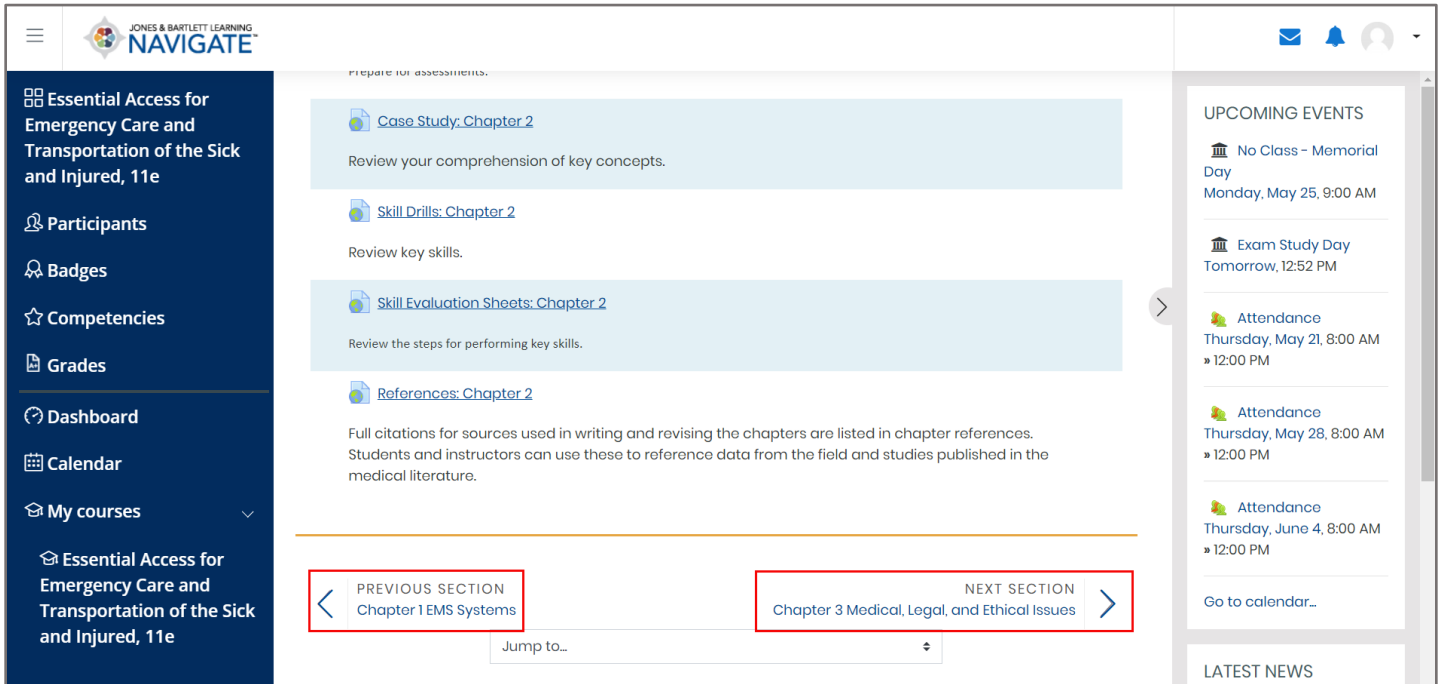 JONES & BARTLETT LEARNING
NAVIGATE™
Essential Access for
Emergency Care and
Transportation of the Sick
and Injured, 11e
Participants
Badges
Competencies
Grades
Dashboard
Calendar
My courses
Essential Access for
Emergency Care and
Transportation of the Sick
and Injured, 11e
Prepare for assessments.
Case Study: Chapter 2
Review your comprehension of key concepts.
Skill Drills: Chapter 2
Review key skills.
Skill Evaluation Sheets: Chapter 2
Review the steps for performing key skills.
References: Chapter 2
Full citations for sources used in writing and revising the chapters are listed in chapter references.
Students and instructors can use these to reference data from the field and studies published in the
medical literature.
PREVIOUS SECTION
Chapter 1 EMS Systems
NEXT SECTION
Chapter 3 Medical, Legal, and Ethical Issues
Jump to...
UPCOMING EVENTS
No Class - Memorial
Day
Monday, May 25, 9:00 AM
Exam Study Day
Tomorrow, 12:52 PM
Attendance
Thursday, May 21, 8:00 AM
» 12:00 PM
Attendance
Thursday, May 28, 8:00 AM
» 12:00 PM
Attendance
Thursday, June 4, 8:00 AM
» 12:00 PM
Go to calendar...
LATEST NEWS